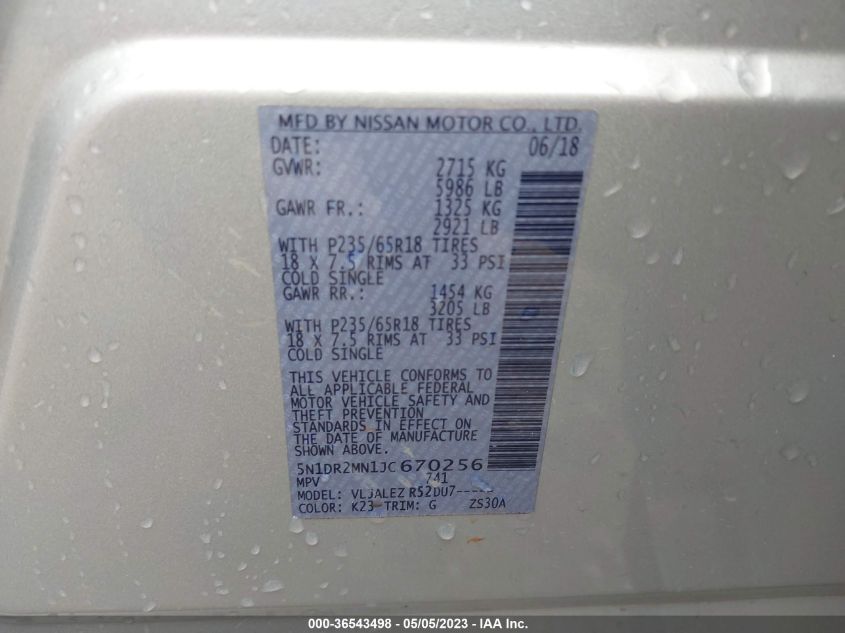 MFD BY NISSAN MOTOR CO., LTD.
DATE: 06/18
GVWR: 2715 KG
5986 LB
GAWR FR.: 1325 KG
2921 LB
WITH P235/65R18 TIRES
18 X 7.5 RIMS AT 33 PSI
COLD SINGLE
GAWR RR.: 1454 KG
3205 LB
WITH P235/65R18 TIRES
18 X 7.5 RIMS AT 33 PSI
COLD SINGLE
THIS VEHICLE CONFORMS TO
ALL APPLICABLE FEDERAL
MOTOR VEHICLE SAFETY AND
THEFT PREVENTION
STANDARDS IN EFFECT ON
THE DATE OF MANUFACTURE
SHOWN ABOVE.
5N1DR2MN1JC670256
MPV 741
MODEL: R52DU7-----
COLOR: K23 TRIM: G ZS30A
000-36543498 - 05/05/2023 - IAA Inc.